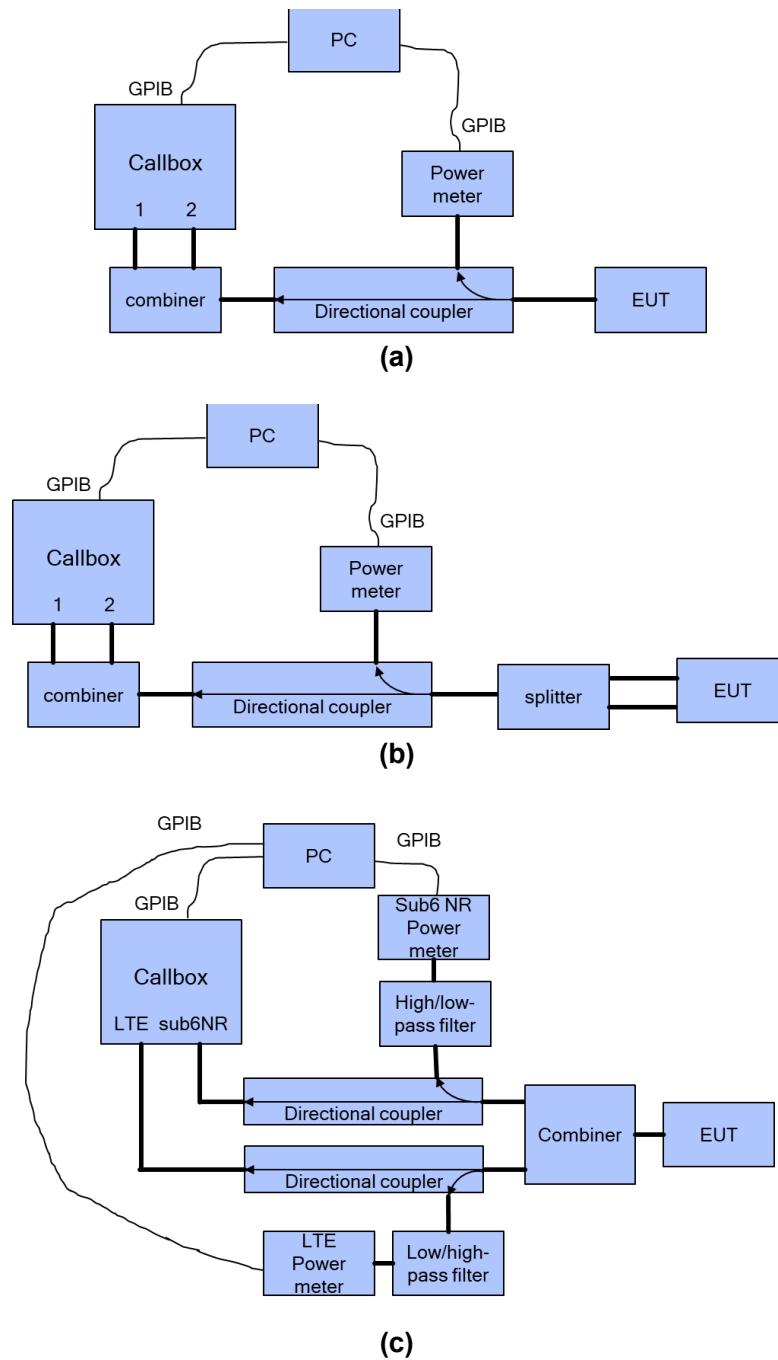 PC
GPIB
GPIB
Callbox
1 2
Power
meter
combiner
Directional coupler
EUT
(a)
PC
GPIB
GPIB
Callbox
1 2
Power
meter
combiner
Directional coupler
splitter
EUT
(b)
GPIB
PC
GPIB
GPIB
Sub6 NR
Power
meter
Callbox
LTE sub6NR
High/low-
pass filter
Directional coupler
Combiner
EUT
Directional coupler
LTE
Power
meter
Low/high-
pass filter
(c)